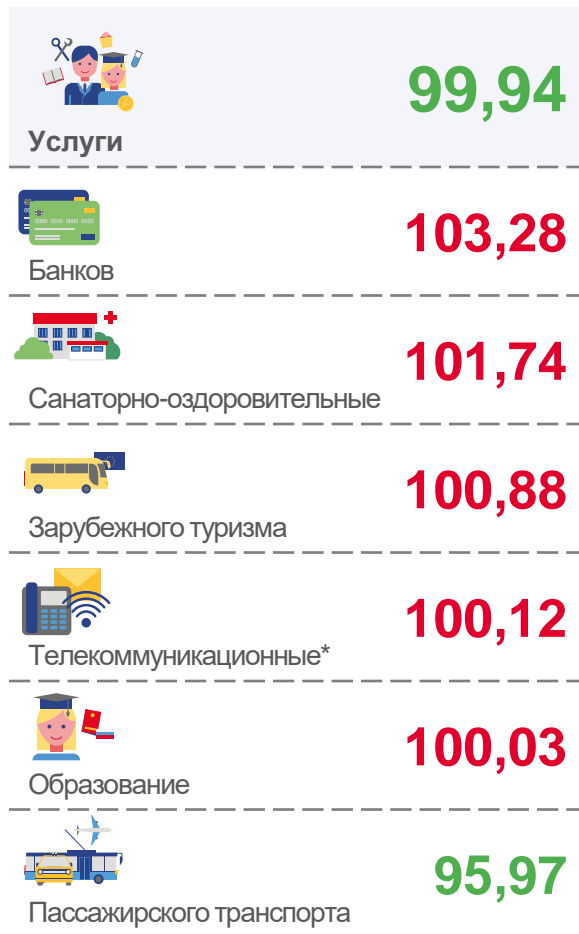 99,94
Услуги
103,28
Банков
101,74
Санаторно-оздоровительные
100,88
Зарубежного туризма
100,12
Телекоммуникационные*
100,03
Образование
95,97
Пассажирского транспорта